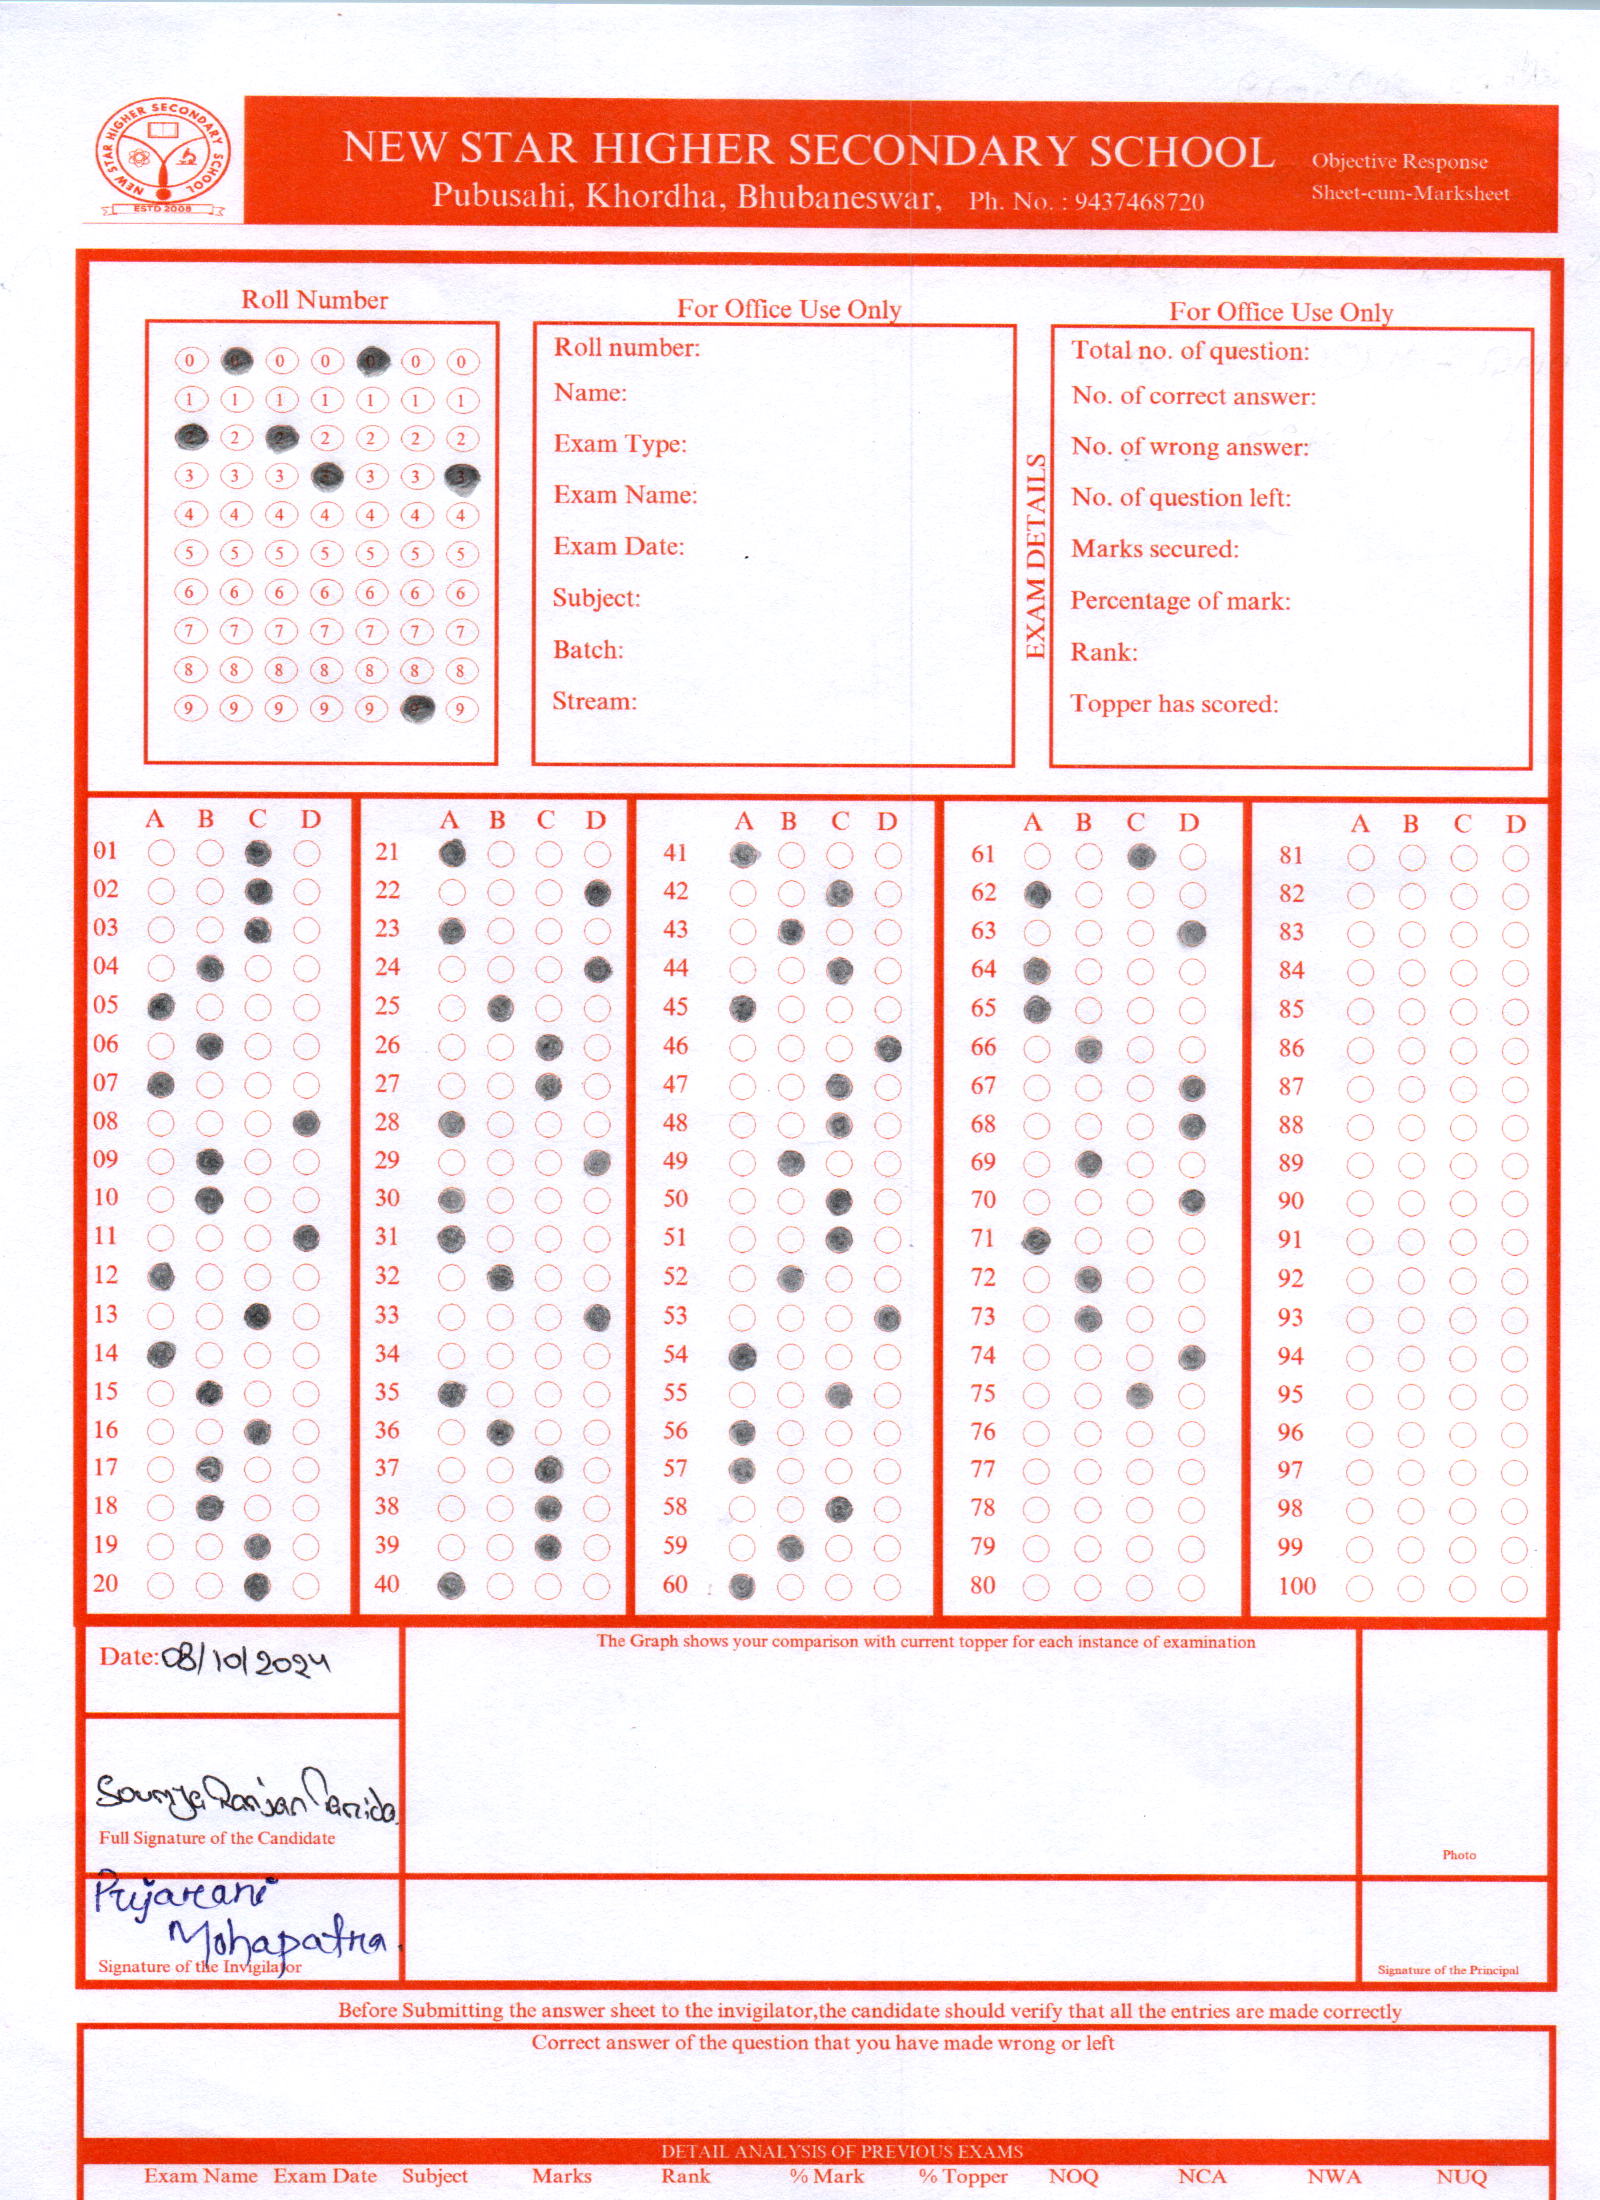 NEW STAR HIGHER SECONDARY SCHOOL
ESTD 2008
NEW STAR HIGHER SECONDARY SCHOOL
Pubusahi, Khordha, Bhubaneswar, Ph. No. : 9437468720
Objective Response
Sheet-cum-Marksheet
Roll Number
0 0 0 0 0 0 0
1 1 1 1 1 1 1
2 2 2 2 2 2 2
3 3 3 3 3 3
4 4 4 4 4 4 4
5 5 5 5 5 5 5
6 6 6 6 6 6 6
7 7 7 7 7 7 7
8 8 8 8 8 8 8
9 9 9 9 9 9 9
For Office Use Only
Roll number:
Name:
Exam Type:
Exam Name:
Exam Date:
Subject:
Batch:
Stream:
EXAM DETAILS
For Office Use Only
Total no. of question:
No. of correct answer:
No. of wrong answer:
No. of question left:
Marks secured:
Percentage of mark:
Rank:
Topper has scored:
A B C D
01
02
03
04
05
06
07
08
09
10
11
12
13
14
15
16
17
18
19
20
A B C D
21
22
23
24
25
26
27
28
29
30
31
32
33
34
35
36
37
38
39
40
A B C D
41
42
43
44
45
46
47
48
49
50
51
52
53
54
55
56
57
58
59
60
A B C D
61
62
63
64
65
66
67
68
69
70
71
72
73
74
75
76
77
78
79
80
A B C D
81
82
83
84
85
86
87
88
89
90
91
92
93
94
95
96
97
98
99
100
Date: 08/10/2024
Soumya Ranjan Parida
Full Signature of the Candidate
Priyarani
Mohapatra
Signature of the Invigilator
The Graph shows your comparison with current topper for each instance of examination
Photo
Signature of the Principal
Before Submitting the answer sheet to the invigilator,the candidate should verify that all the entries are made correctly
Correct answer of the question that you have made wrong or left
DETAIL ANALYSIS OF PREVIOUS EXAMS
Exam Name Exam Date Subject Marks Rank % Mark % Topper NOQ NCA NWA NUQ